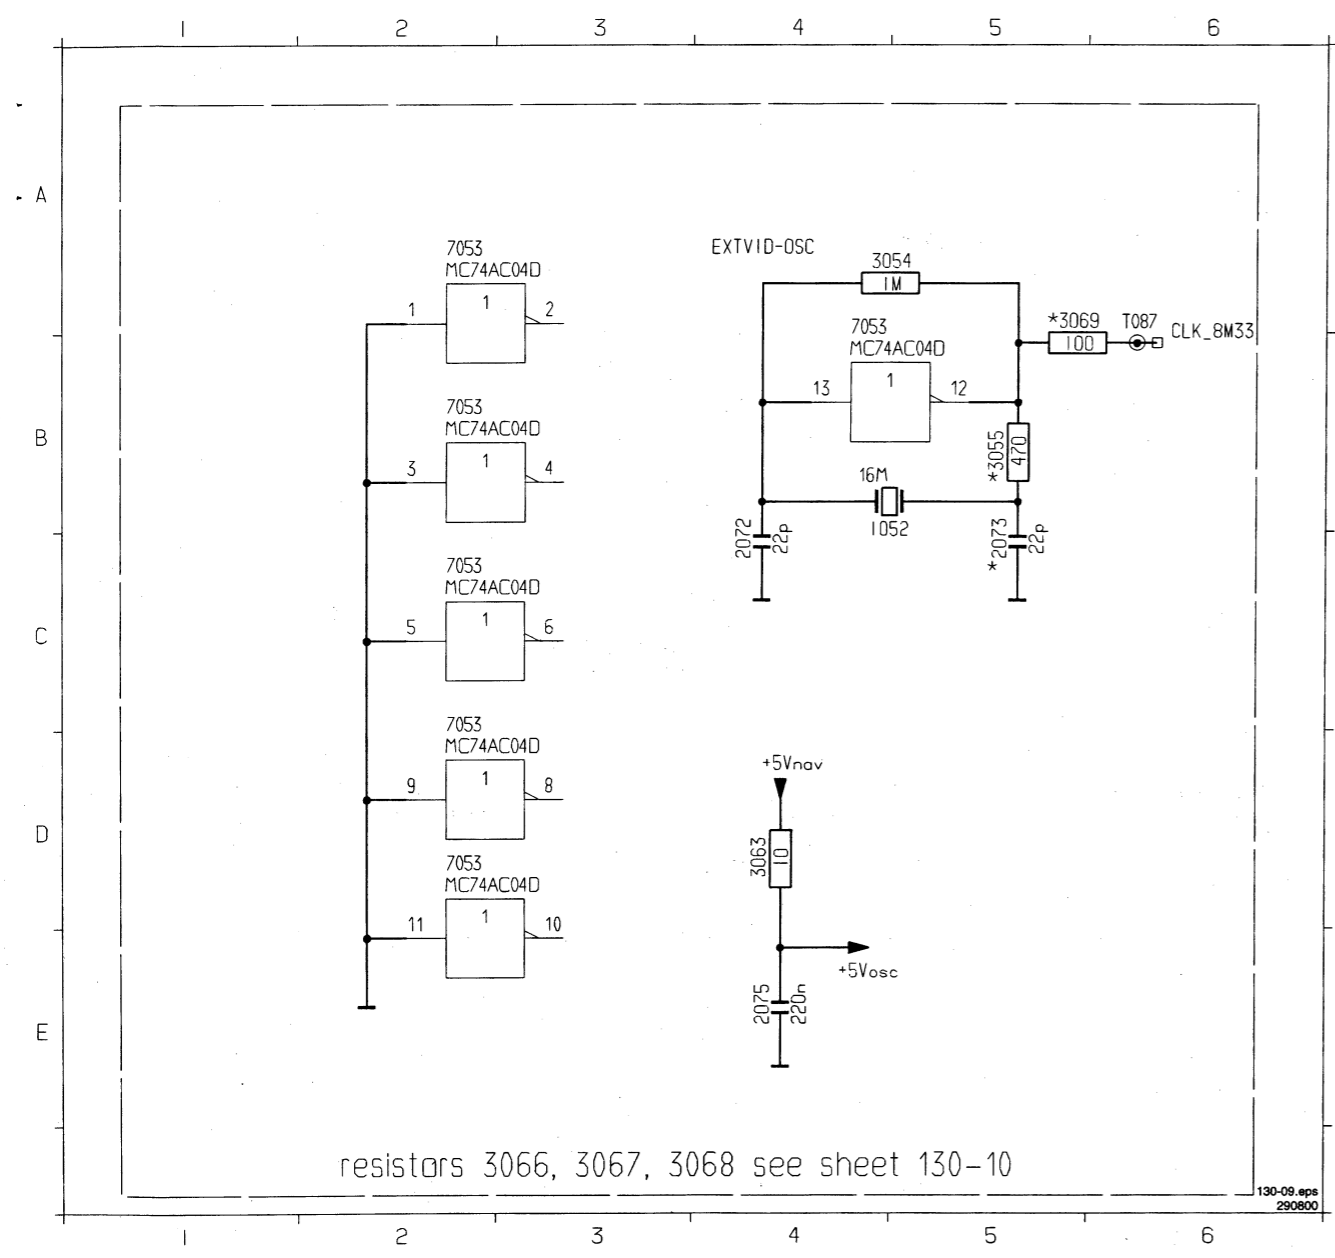 1 2 3 4 5 6
A
B
C
D
E
7053
MC74AC04D
1 1 2
7053
MC74AC04D
3 1 4
7053
MC74AC04D
5 1 6
7053
MC74AC04D
9 1 8
7053
MC74AC04D
11 1 10
EXTVID-OSC
3054
1M
7053
MC74AC04D
13 1 12
*3069
100
T087
CLK_8M33
*3055
470
16M
1052
2072
22p
*2073
22p
+5Vnav
3063
10
+5Vosc
2075
220n
resistors 3066, 3067, 3068 see sheet 130-10
130-09.eps
290800
1 2 3 4 5 6